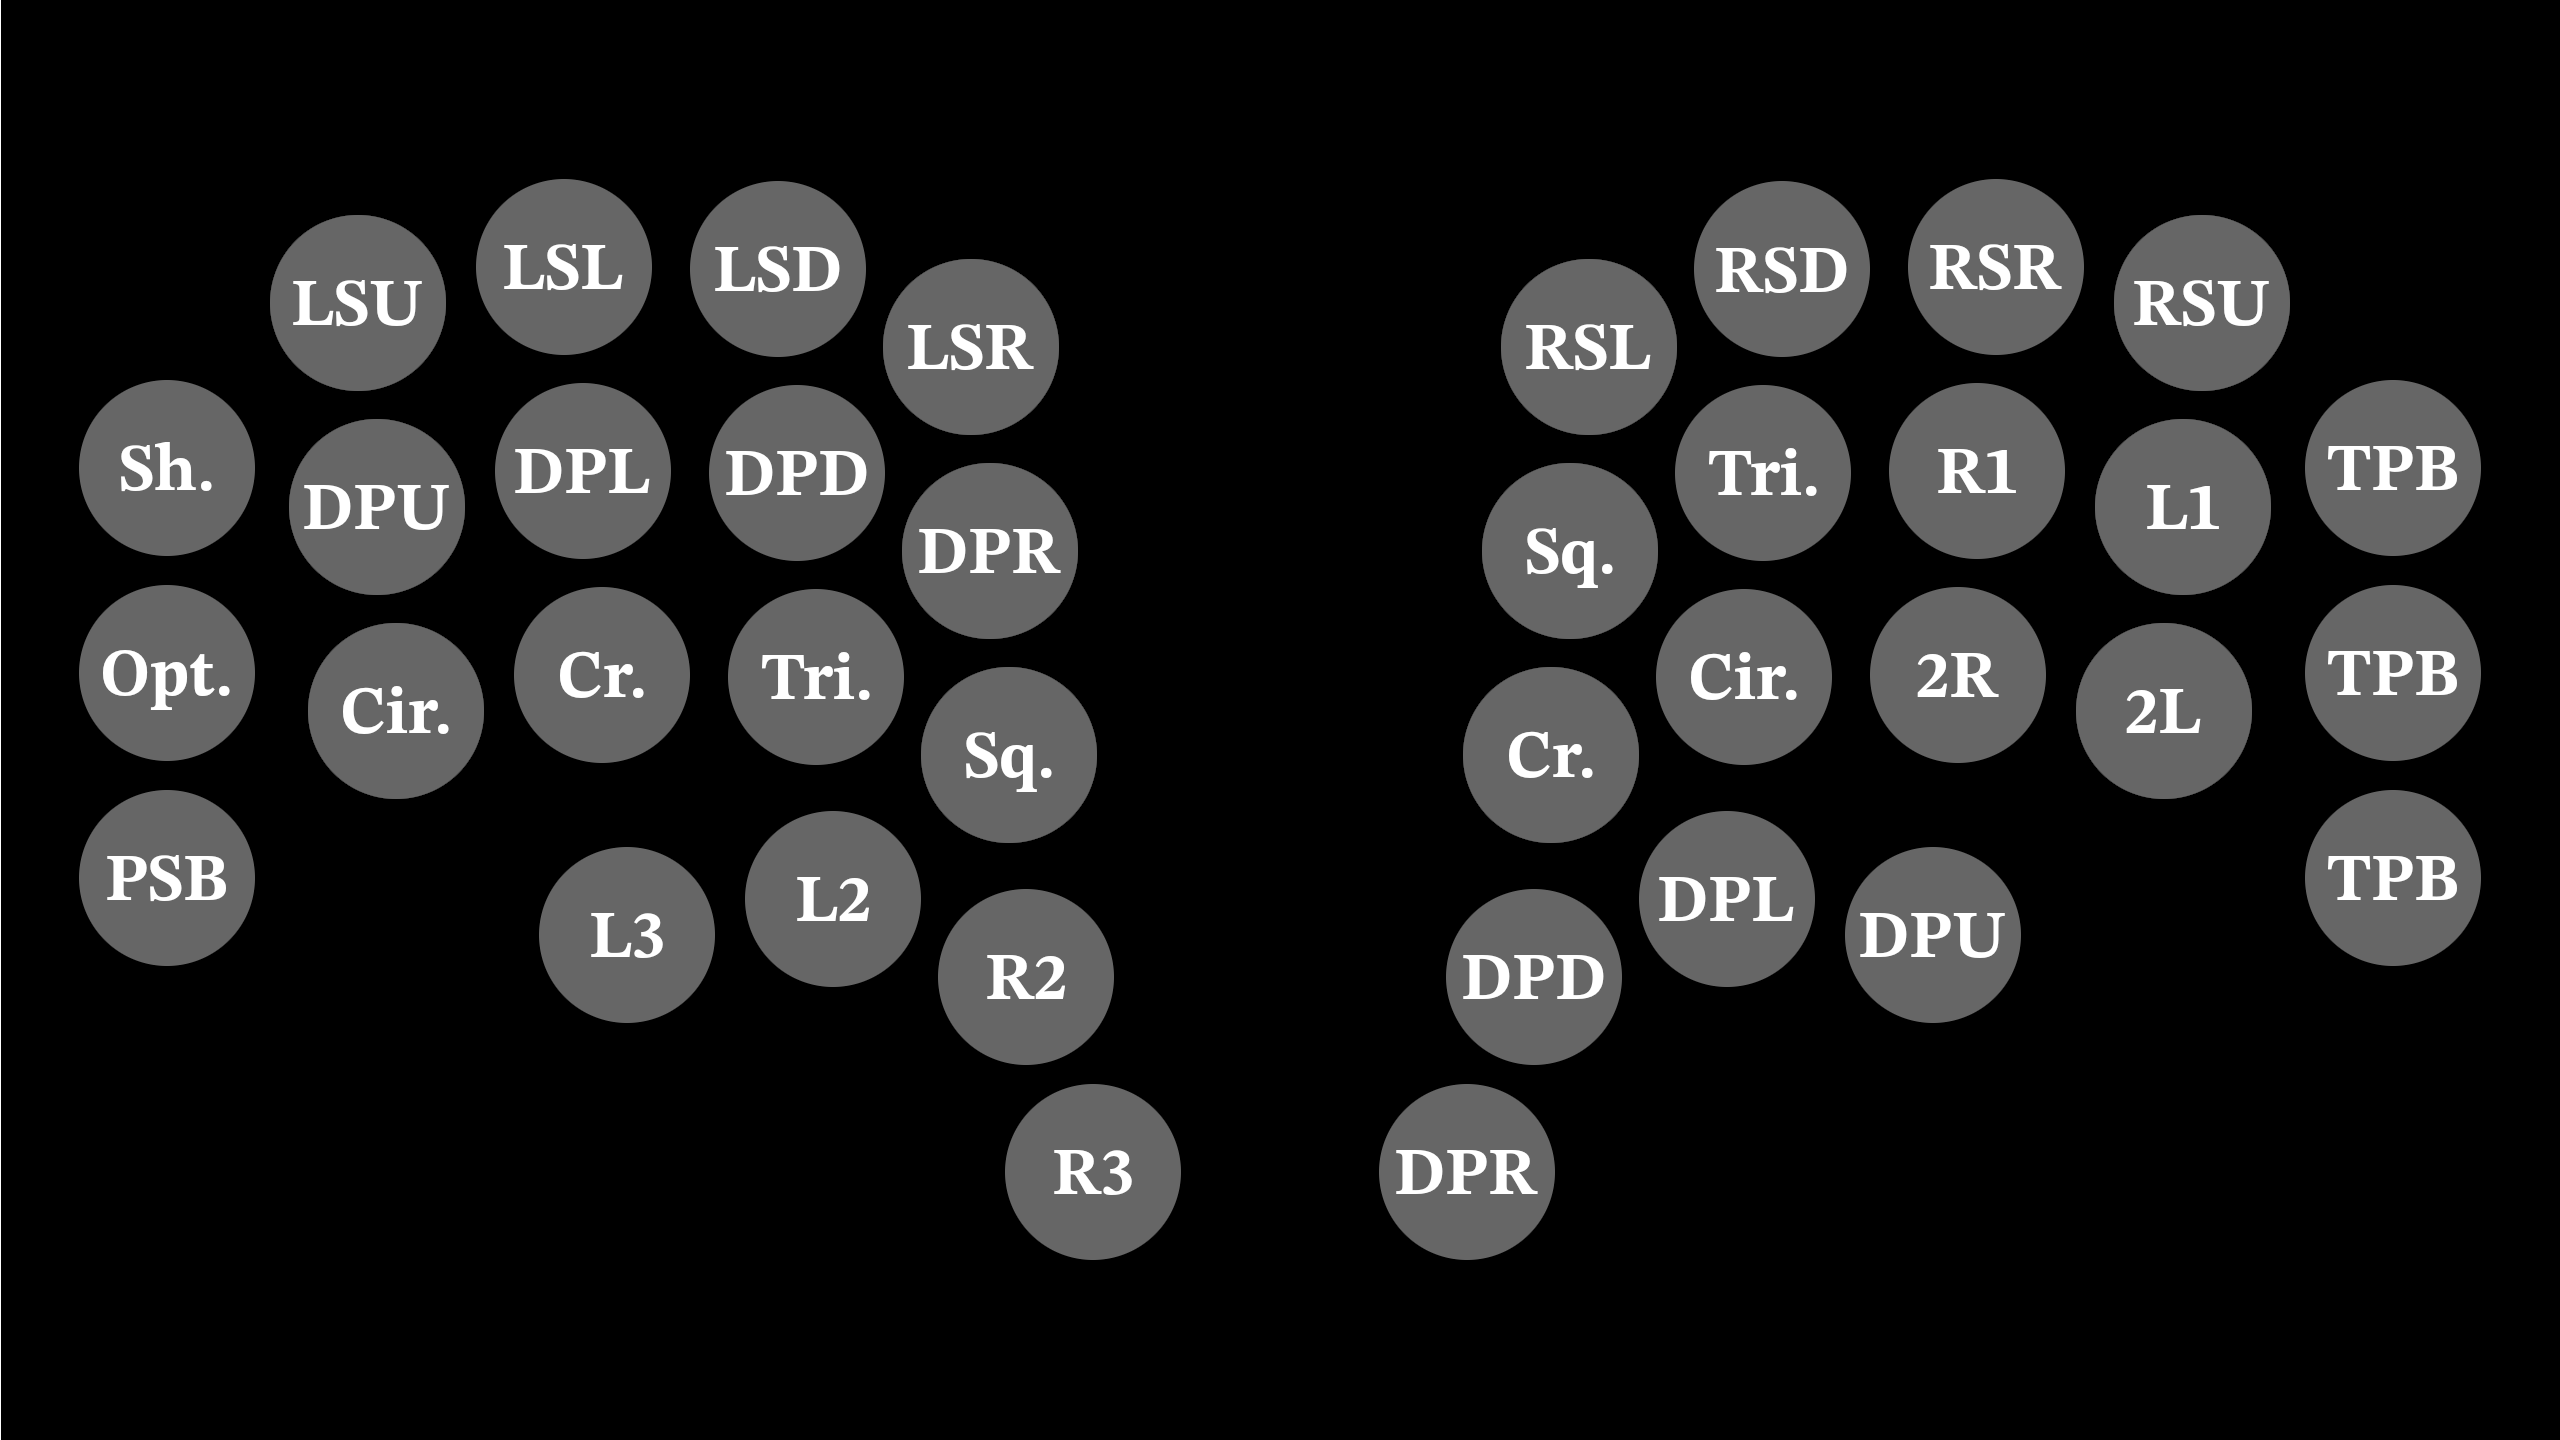 LSU LSL LSD LSR
Sh. DPU DPL DPD DPR
Opt. Cir. Cr. Tri. Sq.
PSB L3 L2 R2
R3
RSL RSD RSR RSU
Sq. Tri. R1 L1 TPB
Cr. Cir. 2R 2L TPB
DPD DPL DPU TPB
DPR